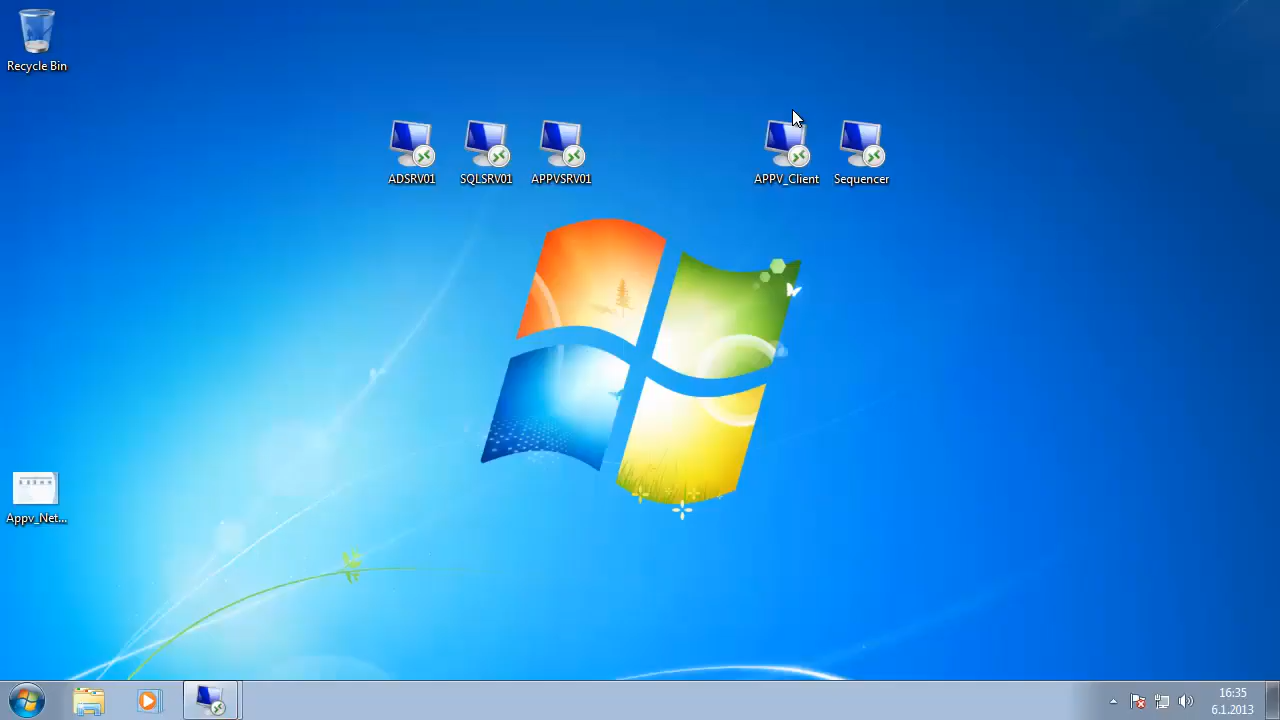 Recycle Bin
ADSRV01
SQLSRV01
APPVSRV01
APPV_Client
Sequencer
Appv_Net...
16:35
6.1.2013